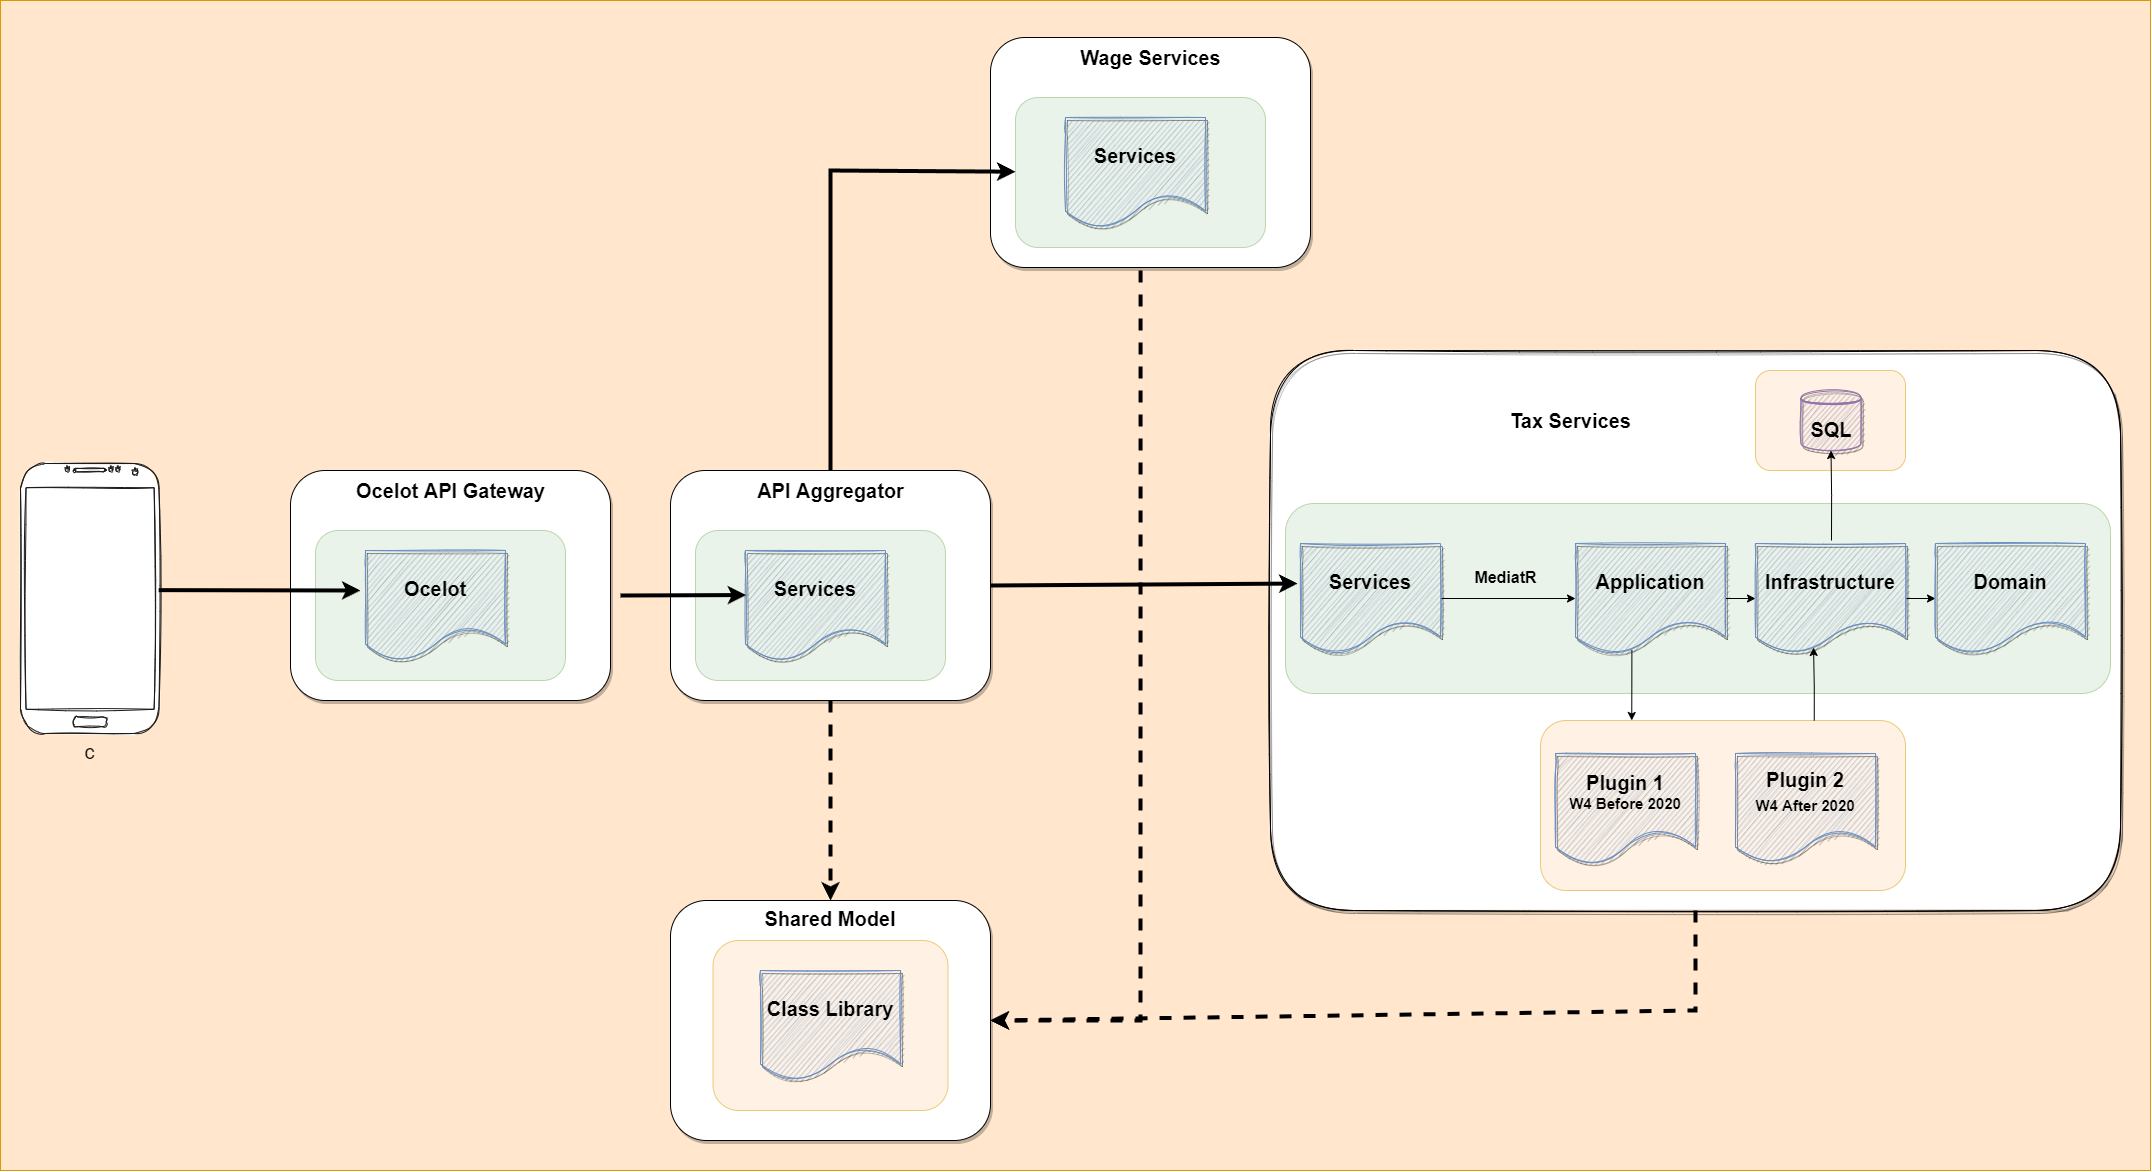 Wage Services
Services
Tax Services
SQL
Ocelot API Gateway
Ocelot
API Aggregator
Services
Services
MediatR
Application
Infrastructure
Domain
C
Plugin 1
W4 Before 2020
Plugin 2
W4 After 2020
Shared Model
Class Library